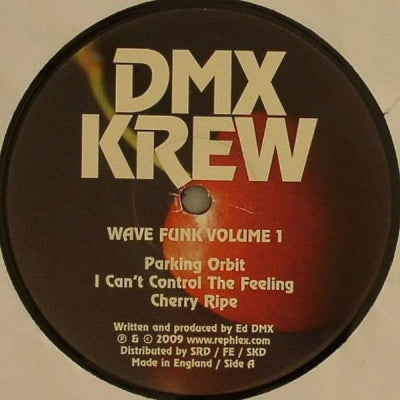 DMX
KREW
WAVE FUNK VOLUME 1
Parking Orbit
I Can't Control The Feeling
Cherry Ripe
Written and produced by Ed DMX
℗ & © 2009 www.rephlex.com
Distributed by SRD / FE / SKD
Made in England / Side A